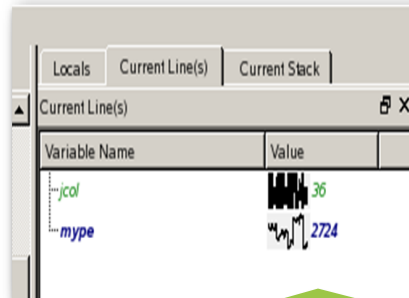 Locals Current Line(s) Current Stack
Current Line(s)
Variable Name Value
jcol 36
mype 2724